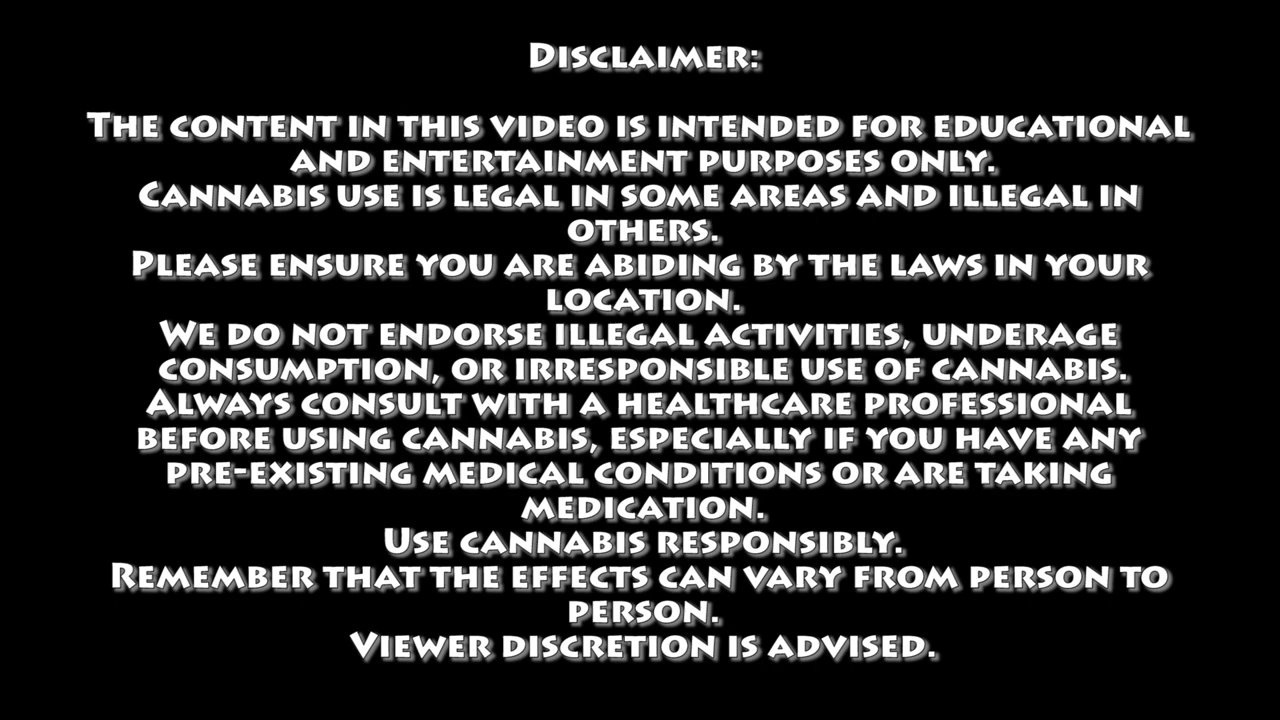 Disclaimer:
The content in this video is intended for educational
and entertainment purposes only.
Cannabis use is legal in some areas and illegal in
others.
Please ensure you are abiding by the laws in your
location.
We do not endorse illegal activities, underage
consumption, or irresponsible use of cannabis.
Always consult with a healthcare professional
before using cannabis, especially if you have any
pre-existing medical conditions or are taking
medication.
Use cannabis responsibly.
Remember that the effects can vary from person to
person.
Viewer discretion is advised.